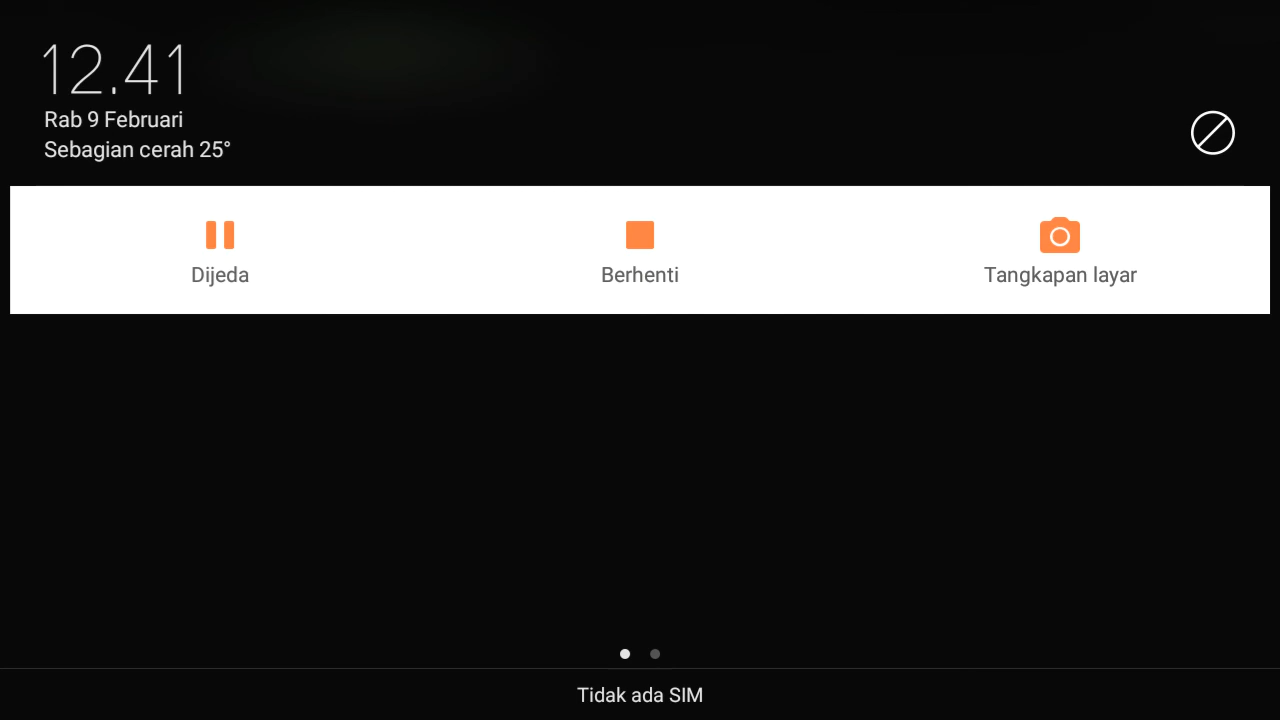 12.41
Rab 9 Februari
Sebagian cerah 25°
Dijeda
Berhenti
Tangkapan layar
Tidak ada SIM